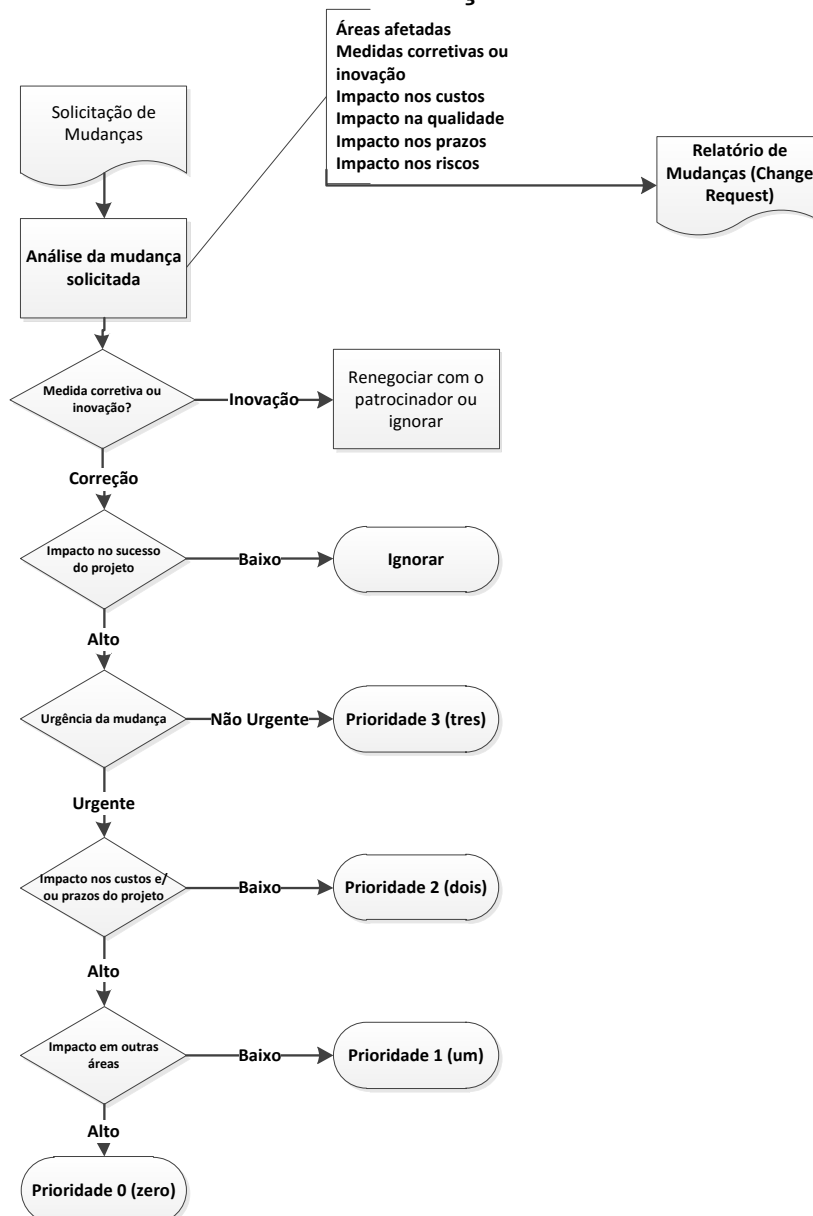 Áreas afetadas
Medidas corretivas ou
inovação
Impacto nos custos
Impacto na qualidade
Impacto nos prazos
Impacto nos riscos
Solicitação de
Mudanças
Relatório de
Mudanças (Change
Request)
Análise da mudança
solicitada
Medida corretiva ou
inovação?
Inovação
Renegociar com o
patrocinador ou
ignorar
Correção
Impacto no sucesso
do projeto
Baixo
Ignorar
Alto
Urgência da mudança
Não Urgente
Prioridade 3 (tres)
Urgente
Impacto nos custos e/
ou prazos do projeto
Baixo
Prioridade 2 (dois)
Alto
Impacto em outras
áreas
Baixo
Prioridade 1 (um)
Alto
Prioridade 0 (zero)